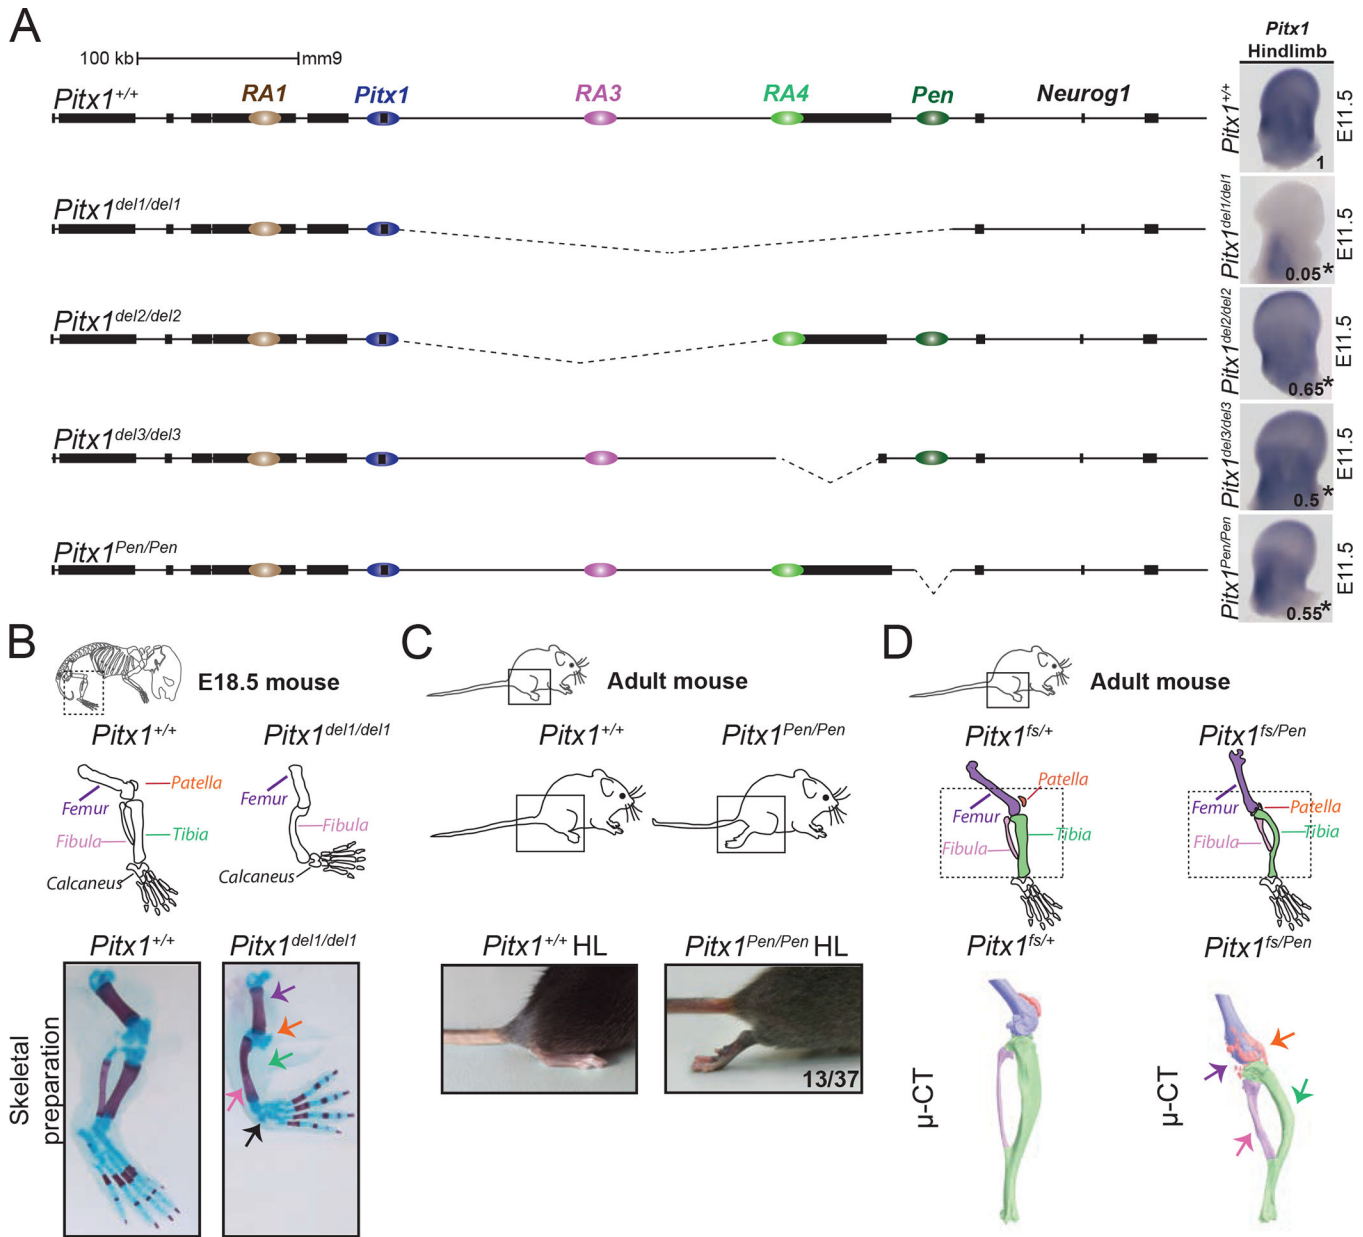 A
100 kb
mm9
Pitx1
Hindlimb
Pitx1+/+
RA1
Pitx1
RA3
RA4
Pen
Neurog1
Pitx1+/+
1
E11.5
Pitx1del1/del1
Pitx1del1/del1
0.05*
E11.5
Pitx1del2/del2
Pitx1del2/del2
0.65*
E11.5
Pitx1del3/del3
Pitx1del3/del3
0.5*
E11.5
Pitx1Pen/Pen
Pitx1Pen/Pen
0.55*
E11.5
B
E18.5 mouse
Pitx1+/+
Pitx1del1/del1
Patella
Femur
Fibula
Tibia
Calcaneus
Femur
Fibula
Calcaneus
Pitx1+/+
Pitx1del1/del1
Skeletal
preparation
C
Adult mouse
Pitx1+/+
Pitx1Pen/Pen
Pitx1+/+ HL
Pitx1Pen/Pen HL
13/37
D
Adult mouse
Pitx1fs/+
Pitx1fs/Pen
Patella
Femur
Fibula
Tibia
Femur
Patella
Fibula
Tibia
Pitx1fs/+
Pitx1fs/Pen
µ-CT
µ-CT